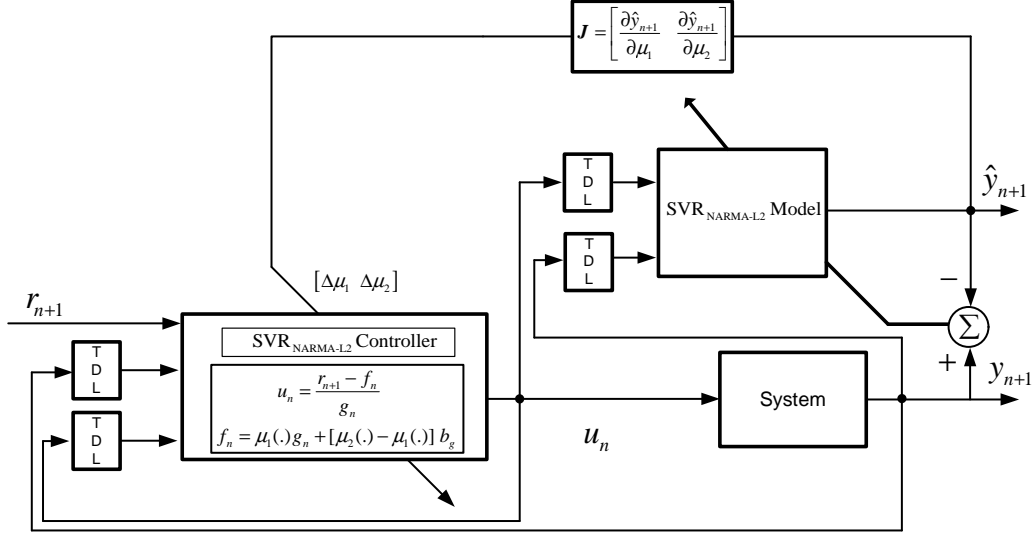 J = [ ∂ŷ_{n+1}/∂μ_1 ∂ŷ_{n+1}/∂μ_2 ]
T D L
SVR_{NARMA-L2} Model
ŷ_{n+1}
T D L
[Δμ_1 Δμ_2]
−
r_{n+1}
Σ
SVR_{NARMA-L2} Controller
+
y_{n+1}
T D L
u_n = (r_{n+1} − f_n)/g_n
System
T D L
f_n = μ_1(.)g_n + [μ_2(.) − μ_1(.)] b_g
u_n